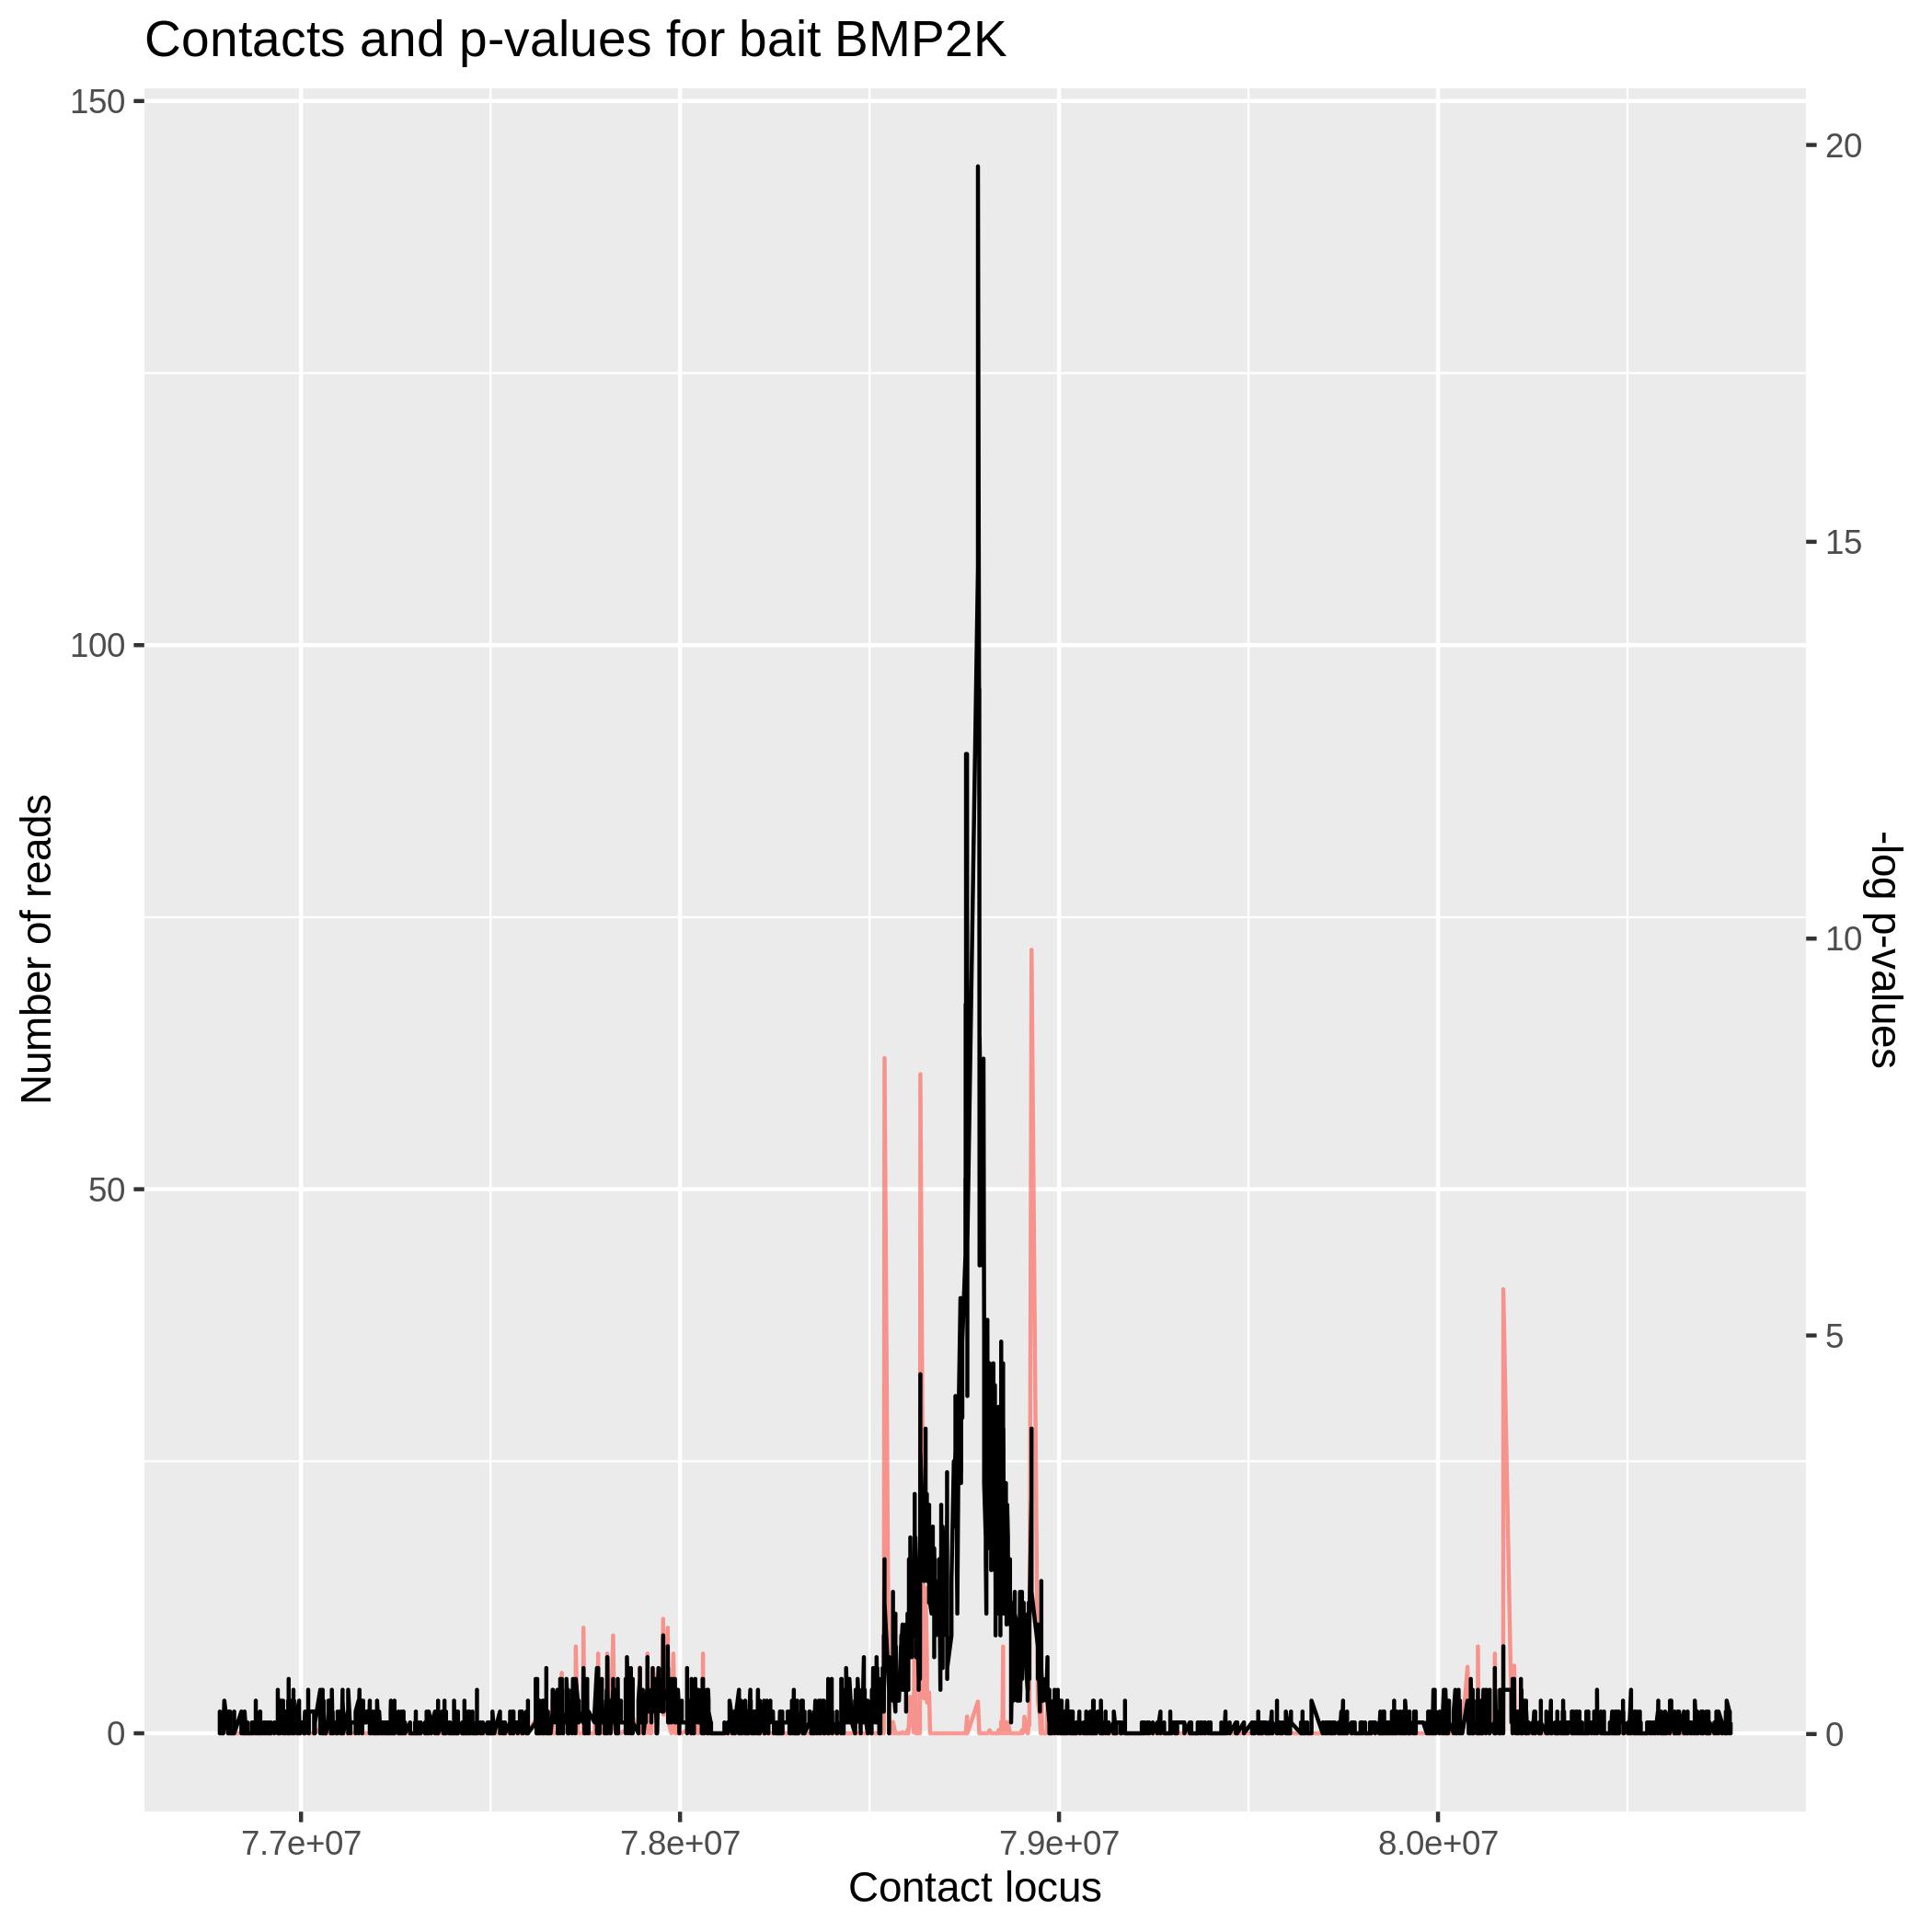 Contacts and p-values for bait BMP2K
150
100
50
0
Number of reads
20
15
10
5
0
-log p-values
7.7e+07
7.8e+07
7.9e+07
8.0e+07
Contact locus